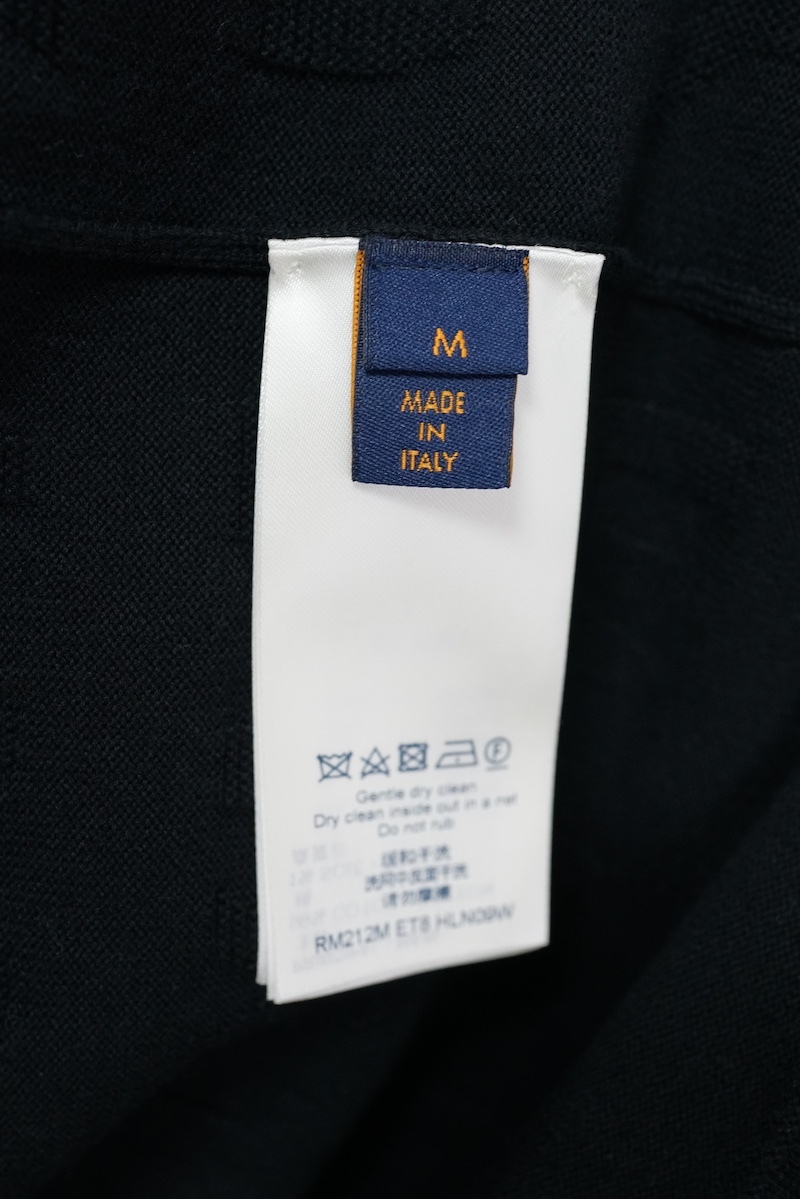 M
MADE
IN
ITALY
Gentle dry clean
Dry clean inside out in a net
Do not rub
缓和干洗
洗网中反面干洗
请勿摩擦
RM212M ET8 HLN09W